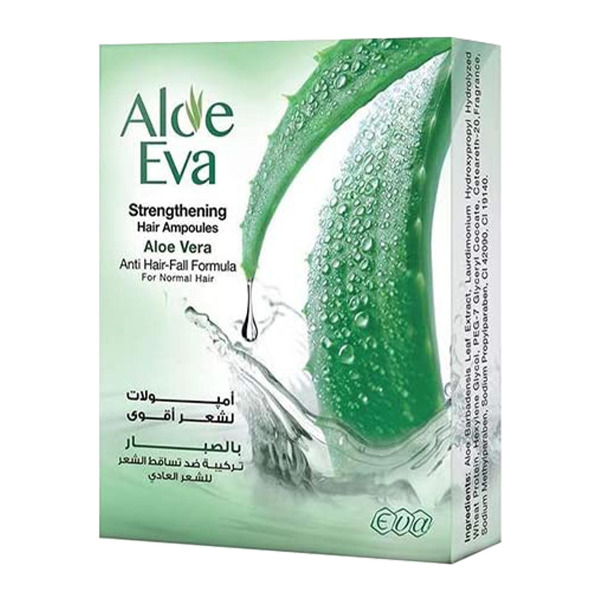 Aloe
Eva
Strengthening
Hair Ampoules
Aloe Vera
Anti Hair-Fall Formula
For Normal Hair
أمبــــــولات
لشعر أقوى
بالصبــــار
تركيبة ضد تساقط الشعر
للشعر العادي
eva
Ingredients: Aloe Barbadensis Leaf Extract, Laurdimonium Hydroxypropyl Hydrolyzed
Wheat Protein, Hexylene Glycol, PEG-7 Glyceryl Cocoate, Ceteareth-20, Fragrance,
Sodium Methylparaben, Sodium Propylparaben, CI 42090, CI 19140.